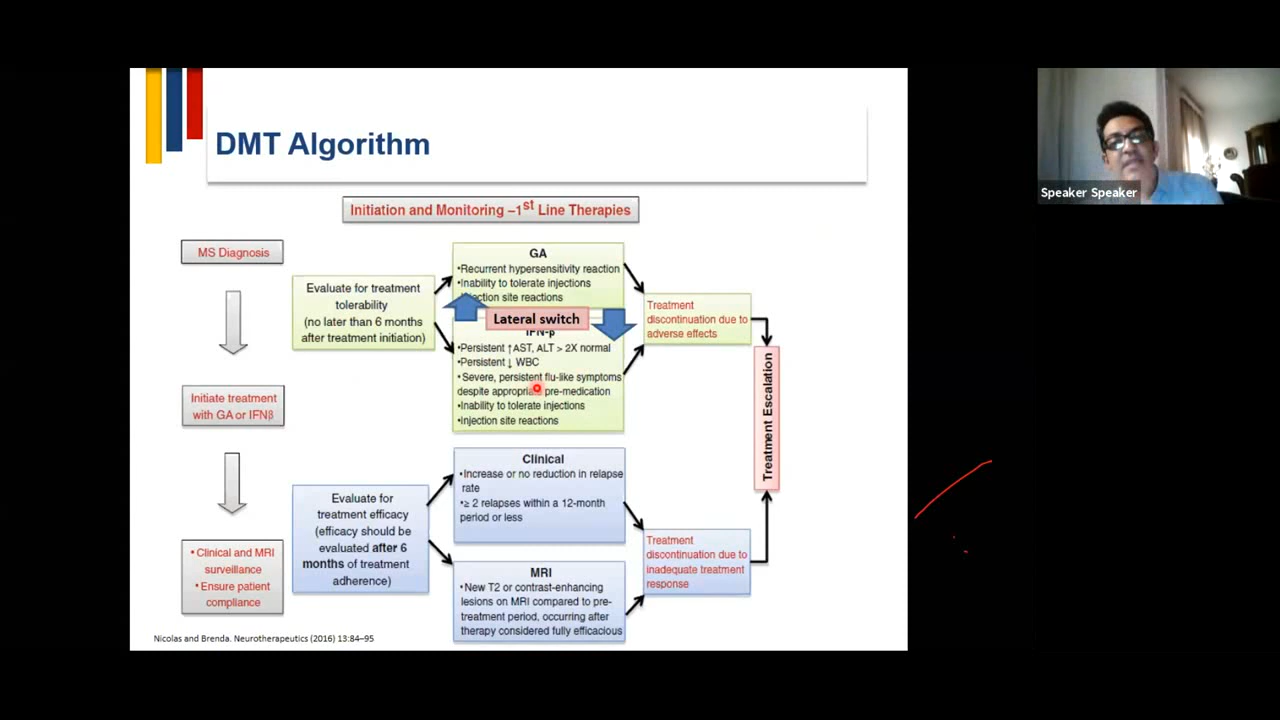 DMT Algorithm
Speaker Speaker
Initiation and Monitoring –1st Line Therapies
MS Diagnosis
Initiate treatment
with GA or IFNβ
• Clinical and MRI
surveillance
• Ensure patient
compliance
Evaluate for treatment
tolerability
(no later than 6 months
after treatment initiation)
GA
•Recurrent hypersensitivity reaction
•Inability to tolerate injections
site reactions
Lateral switch
IFN-β
•Persistent ↑AST, ALT > 2X normal
•Persistent ↓ WBC
•Severe, persistent flu-like symptoms
despite appropriate pre-medication
•Inability to tolerate injections
•Injection site reactions
Treatment
discontinuation due to
adverse effects
Treatment Escalation
Evaluate for
treatment efficacy
(efficacy should be
evaluated after 6
months of treatment
adherence)
Clinical
•Increase or no reduction in relapse
rate
•≥ 2 relapses within a 12-month
period or less
MRI
•New T2 or contrast-enhancing
lesions on MRI compared to pre-
treatment period, occurring after
therapy considered fully efficacious
Treatment
discontinuation due to
inadequate treatment
response
Nicolas and Brenda. Neurotherapeutics (2016) 13:84–95